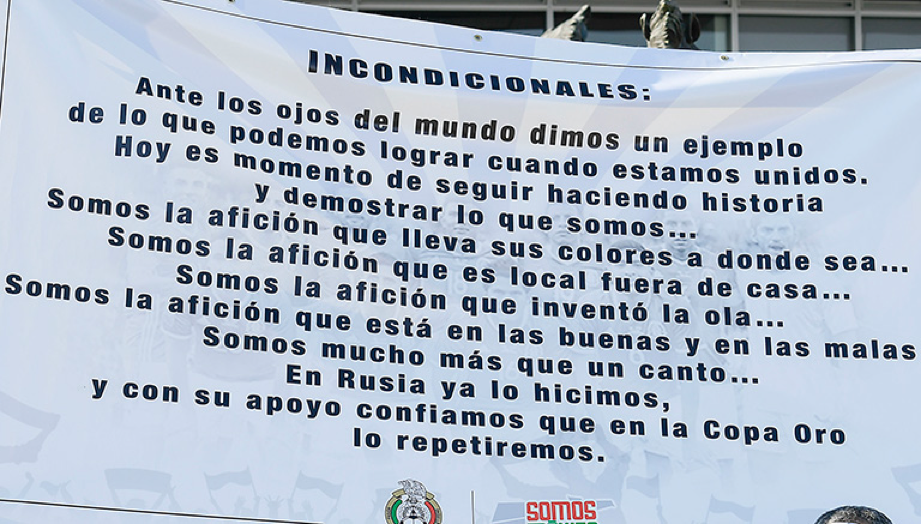 INCONDICIONALES:
Ante los ojos del mundo dimos un ejemplo
de lo que podemos lograr cuando estamos unidos.
Hoy es momento de seguir haciendo historia
y demostrar lo que somos...
Somos la afición que lleva sus colores a donde sea...
Somos la afición que es local fuera de casa...
Somos la afición que inventó la ola...
Somos la afición que está en las buenas y en las malas
Somos mucho más que un canto...
En Rusia ya lo hicimos,
y con su apoyo confiamos que en la Copa Oro
lo repetiremos.
SOMOS